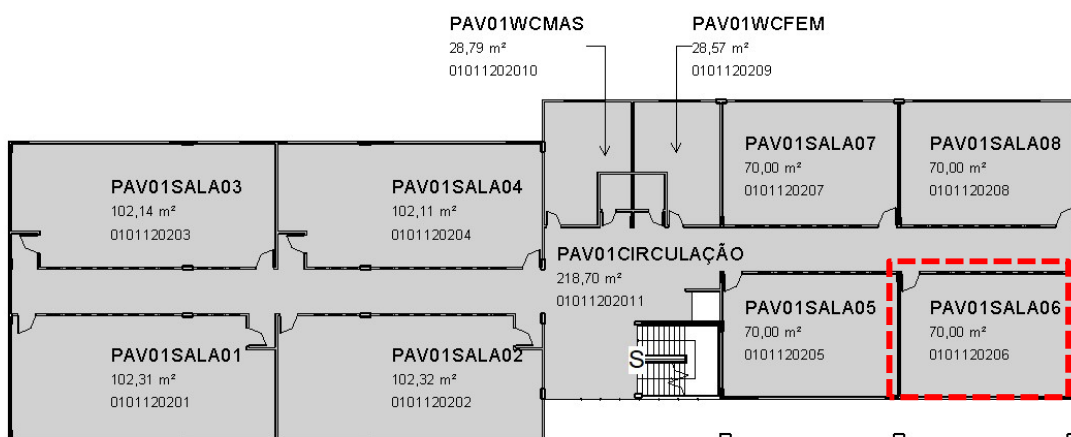 PAV01WCMAS
28,79 m²
01011202010
PAV01WCFEM
28,57 m²
0101120209
PAV01SALA03
102,14 m²
0101120203
PAV01SALA04
102,11 m²
0101120204
PAV01SALA07
70,00 m²
0101120207
PAV01SALA08
70,00 m²
0101120208
PAV01CIRCULAÇÃO
218,70 m²
01011202011
PAV01SALA01
102,31 m²
0101120201
PAV01SALA02
102,32 m²
0101120202
S
PAV01SALA05
70,00 m²
0101120205
PAV01SALA06
70,00 m²
0101120206